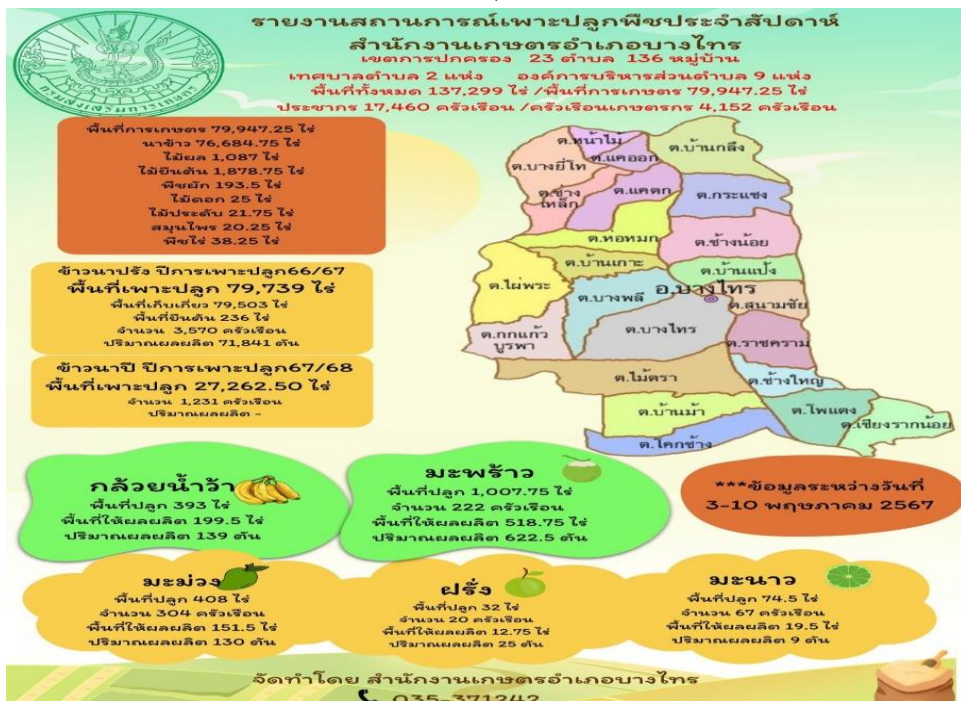 รายงานสถานการณ์เพาะปลูกพืชประจำสัปดาห์
สำนักงานเกษตรอำเภอบางไทร
เขตการปกครอง 23 ตำบล 136 หมู่บ้าน
เทศบาลตำบล 2 แห่ง องค์การบริหารส่วนตำบล 9 แห่ง
พื้นที่ทั้งหมด 137,299 ไร่ /พื้นที่การเกษตร 79,947.25 ไร่
ประชากร 17,460 ครัวเรือน /ครัวเรือนเกษตรกร 4,152 ครัวเรือน
กรมส่งเสริมการเกษตร
พื้นที่การเกษตร 79,947.25 ไร่
นาข้าว 76,684.75 ไร่
ไม้ผล 1,087 ไร่
ไม้ยืนต้น 1,878.75 ไร่
พืชผัก 193.5 ไร่
ไม้ดอก 25 ไร่
ไม้ประดับ 21.75 ไร่
สมุนไพร 20.25 ไร่
พืชไร่ 38.25 ไร่
ข้าวนาปรัง ปีการเพาะปลูก66/67
พื้นที่เพาะปลูก 79,739 ไร่
พื้นที่เก็บเกี่ยว 79,503 ไร่
พื้นที่ยืนต้น 236 ไร่
จำนวน 3,570 ครัวเรือน
ปริมาณผลผลิต 71,841 ตัน
ข้าวนาปี ปีการเพาะปลูก67/68
พื้นที่เพาะปลูก 27,262.50 ไร่
จำนวน 1,231 ครัวเรือน
ปริมาณผลผลิต -
ต.หน้าไม้
ต.บ้านกลึง
ต.แคออก
ต.บางยี่โท
ต.ช่างเหล็ก
ต.แคตก
ต.กระแชง
ต.ห่อหมก
ต.ช้างน้อย
ต.บ้านเกาะ
ต.บ้านแป้ง
ต.ไผ่พระ
ต.บางพลี
อ.บางไทร
ต.สนามชัย
ต.กกแก้ว
บูรพา
ต.บางไทร
ต.ราชคราม
ต.ไม้ตรา
ต.ช้างใหญ่
ต.บ้านม้า
ต.โพแตง
ต.เชียงรากน้อย
ต.โคกช้าง
กล้วยน้ำว้า
พื้นที่ปลูก 393 ไร่
พื้นที่ให้ผลผลิต 199.5 ไร่
ปริมาณผลผลิต 139 ตัน
มะพร้าว
พื้นที่ปลูก 1,007.75 ไร่
จำนวน 222 ครัวเรือน
พื้นที่ให้ผลผลิต 518.75 ไร่
ปริมาณผลผลิต 622.5 ตัน
***ข้อมูลระหว่างวันที่
3-10 พฤษภาคม 2567
มะม่วง
พื้นที่ปลูก 408 ไร่
จำนวน 304 ครัวเรือน
พื้นที่ให้ผลผลิต 151.5 ไร่
ปริมาณผลผลิต 130 ตัน
ฝรั่ง
พื้นที่ปลูก 32 ไร่
จำนวน 20 ครัวเรือน
พื้นที่ให้ผลผลิต 12.75 ไร่
ปริมาณผลผลิต 25 ตัน
มะนาว
พื้นที่ปลูก 74.5 ไร่
จำนวน 67 ครัวเรือน
พื้นที่ให้ผลผลิต 19.5 ไร่
ปริมาณผลผลิต 9 ตัน
จัดทำโดย สำนักงานเกษตรอำเภอบางไทร
035-371242